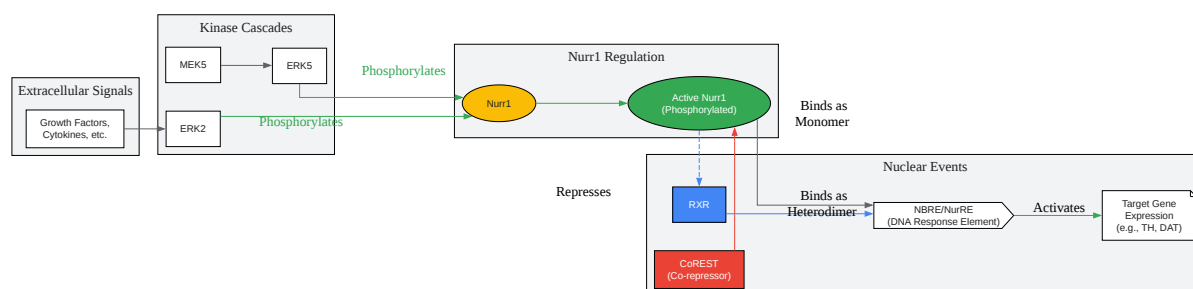 Kinase Cascades
MEK5
ERK5
Phosphorylates
Nurr1 Regulation
Extracellular Signals
Growth Factors,
Cytokines, etc.
ERK2
Phosphorylates
Nurr1
Active Nurr1
(Phosphorylated)
Binds as
Monomer
Nuclear Events
Represses
RXR
Binds as
Heterodimer
NBRE/NurRE
(DNA Response Element)
Activates
Target Gene
Expression
(e.g., TH, DAT)
CoREST
(Co-repressor)